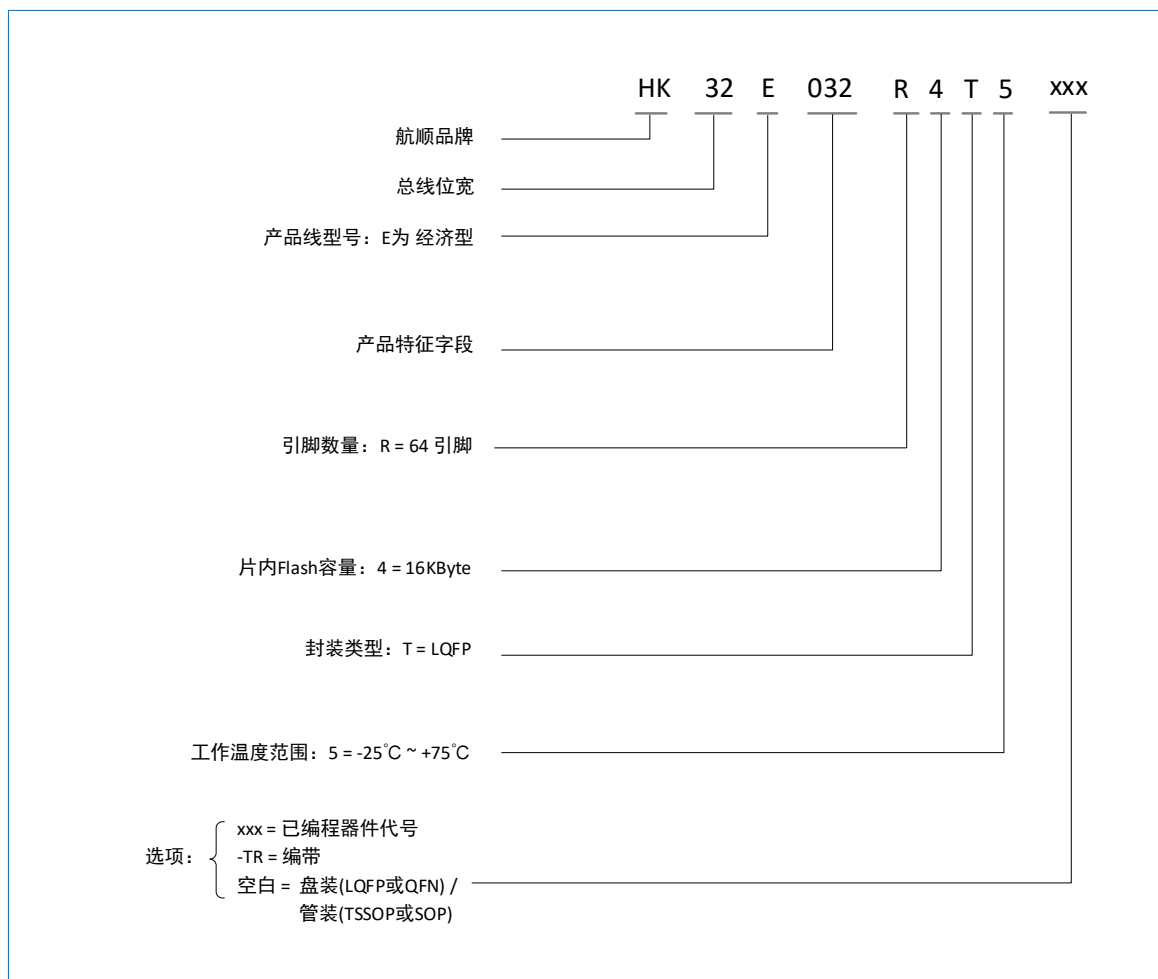 HK 32 E 032 R 4 T 5 xxx
航顺品牌
总线位宽
产品线型号：E为 经济型
产品特征字段
引脚数量：R = 64 引脚
片内Flash容量：4 = 16KByte
封装类型：T = LQFP
工作温度范围：5 = -25℃ ~ +75℃
选项：
xxx = 已编程器件代号
-TR = 编带
空白 = 盘装(LQFP或QFN) /
管装(TSSOP或SOP)